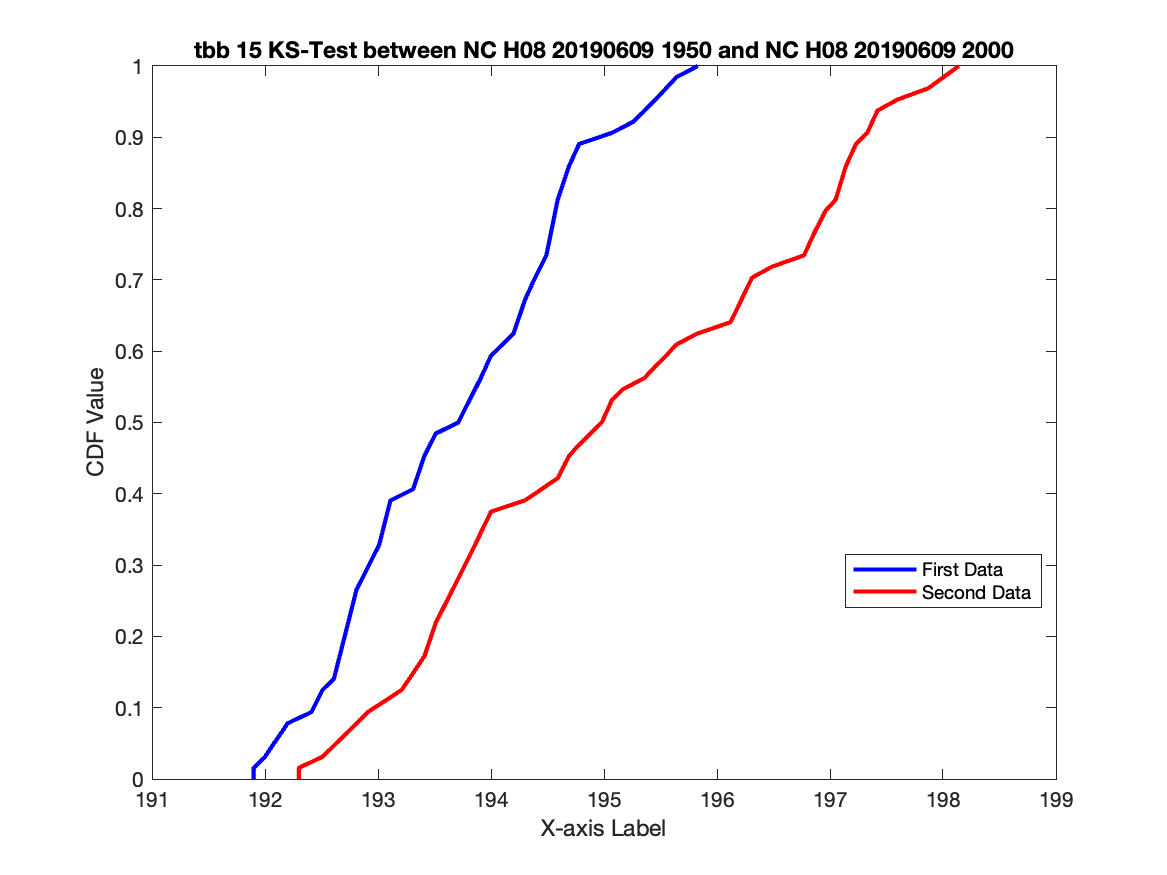 tbb 15 KS-Test between NC H08 20190609 1950 and NC H08 20190609 2000
1
0.9
0.8
0.7
0.6
0.5
0.4
0.3
0.2
0.1
0
CDF Value
First Data
Second Data
191 192 193 194 195 196 197 198 199
X-axis Label